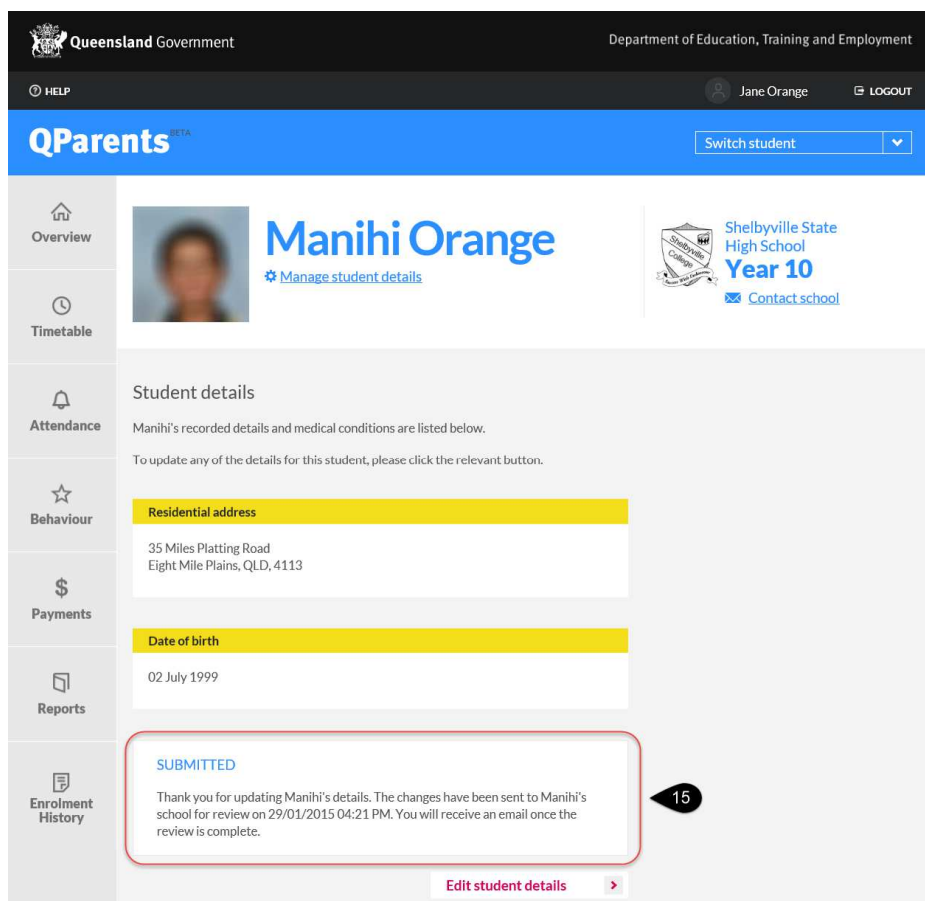 Queensland Government
Department of Education, Training and Employment
HELP
Jane Orange
LOGOUT
QParents BETA
Switch student
Overview
Timetable
Attendance
Behaviour
$
Payments
Reports
Enrolment
History
Manihi Orange
Manage student details
Shelbyville
College
Shelbyville State
High School
Year 10
Contact school
Student details
Manihi's recorded details and medical conditions are listed below.
To update any of the details for this student, please click the relevant button.
Residential address
35 Miles Platting Road
Eight Mile Plains, QLD, 4113
Date of birth
02 July 1999
SUBMITTED
Thank you for updating Manihi's details. The changes have been sent to Manihi's
school for review on 29/01/2015 04:21 PM. You will receive an email once the
review is complete.
15
Edit student details